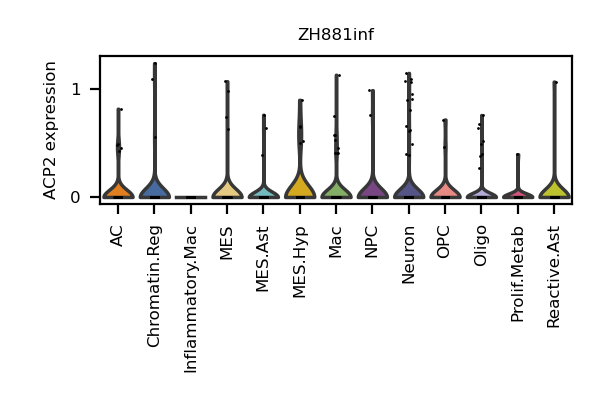 ZH881inf
ACP2 expression
1
0
AC
Chromatin.Reg
Inflammatory.Mac
MES
MES.Ast
MES.Hyp
Mac
NPC
Neuron
OPC
Oligo
Prolif.Metab
Reactive.Ast